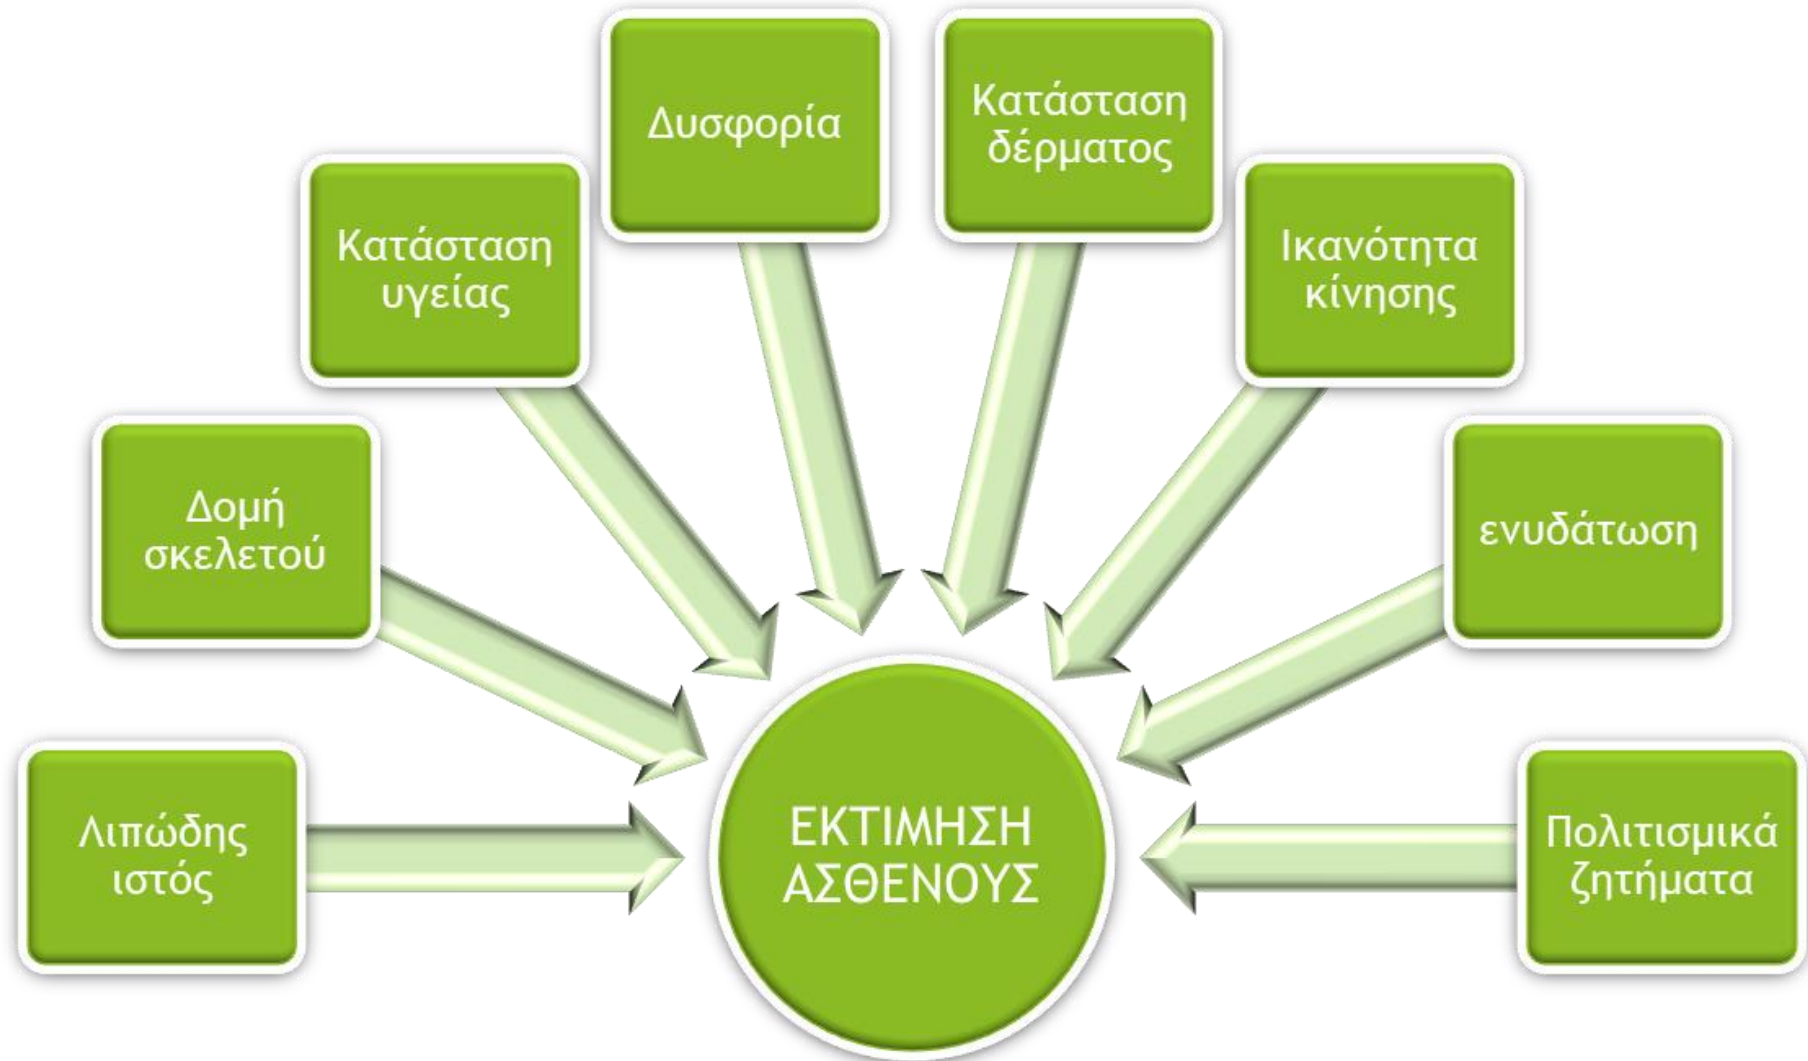 Δυσφορία
Κατάσταση
δέρματος
Κατάσταση
υγείας
Ικανότητα
κίνησης
Δομή
σκελετού
ενυδάτωση
Λιπώδης
ιστός
ΕΚΤΙΜΗΣΗ
ΑΣΘΕΝΟΥΣ
Πολιτισμικά
ζητήματα